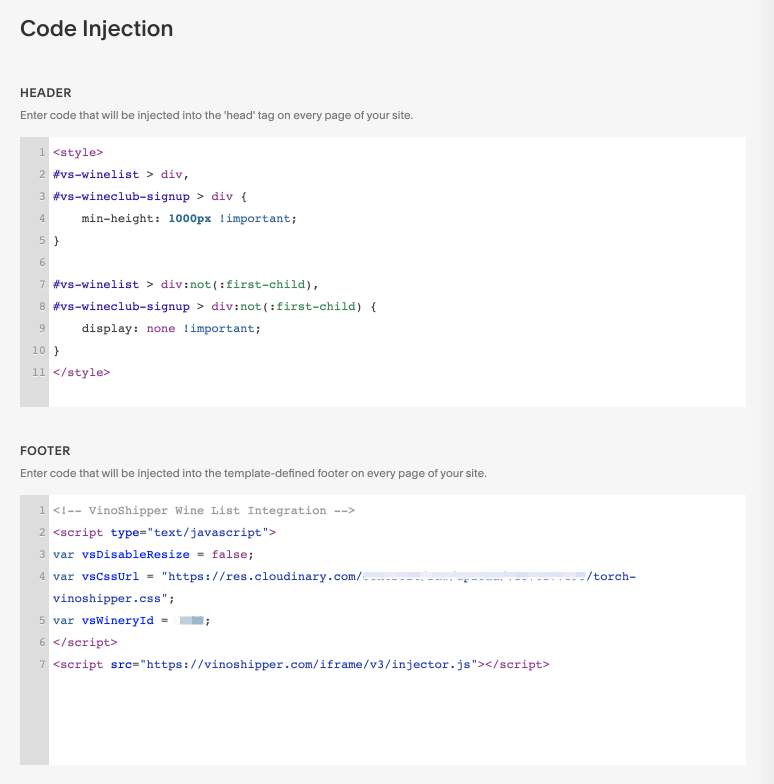 Code Injection
HEADER
Enter code that will be injected into the 'head' tag on every page of your site.
1 <style>
2 #vs-winelist > div,
3 #vs-wineclub-signup > div {
4     min-height: 1000px !important;
5 }
6
7 #vs-winelist > div:not(:first-child),
8 #vs-wineclub-signup > div:not(:first-child) {
9     display: none !important;
10 }
11 </style>
FOOTER
Enter code that will be injected into the template-defined footer on every page of your site.
1 <!-- VinoShipper Wine List Integration -->
2 <script type="text/javascript">
3 var vsDisableResize = false;
4 var vsCssUrl = "https://res.cloudinary.com/ /torch-
vinoshipper.css";
5 var vsWineryId = ;
6 </script>
7 <script src="https://vinoshipper.com/iframe/v3/injector.js"></script>